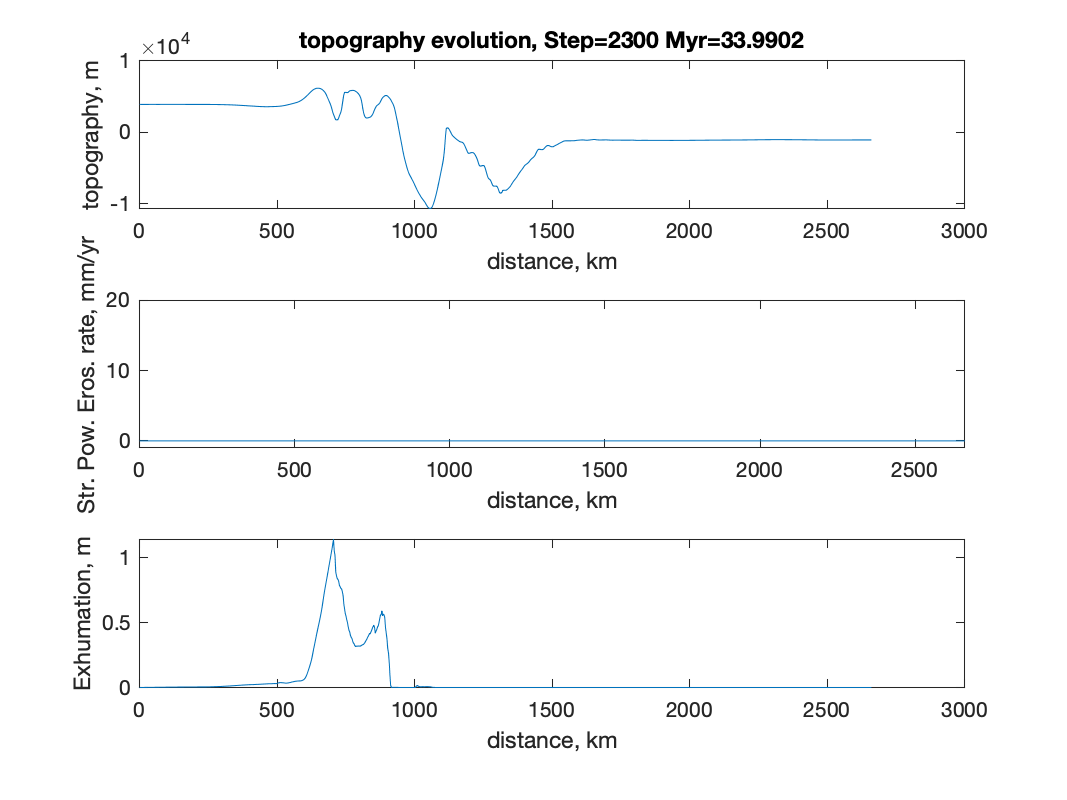 topography evolution, Step=2300 Myr=33.9902
×10⁴
topography, m
1
0
-1
0 500 1000 1500 2000 2500 3000
distance, km
Str. Pow. Eros. rate, mm/yr
20
10
0
0 500 1000 1500 2000 2500
distance, km
Exhumation, m
1
0.5
0
0 500 1000 1500 2000 2500 3000
distance, km